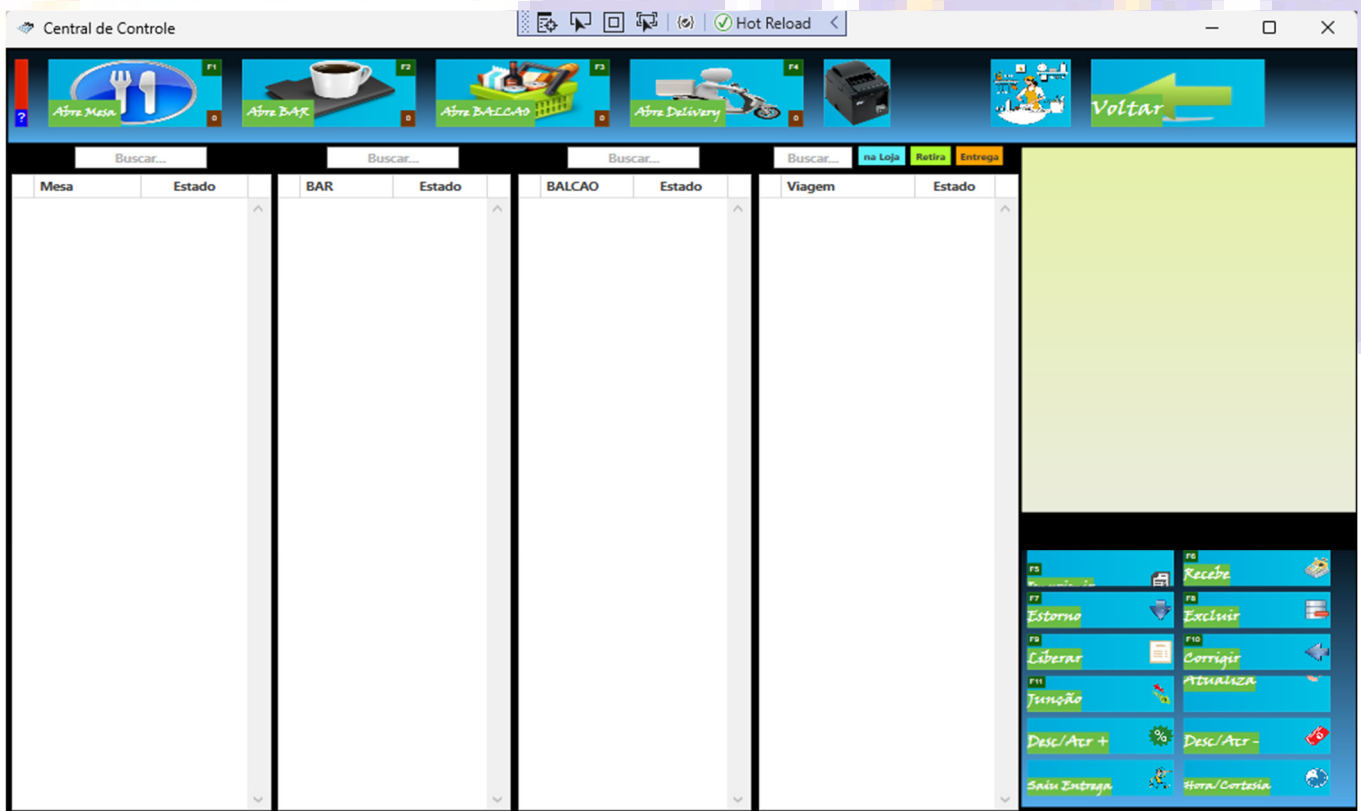 Central de Controle
Hot Reload
F1
Abre Mesa
0
?
F2
Abre BAR
0
F3
Abre BALCAO
0
F4
Abre Delivery
0
Voltar
Buscar...
Buscar...
Buscar...
Buscar...
na Loja
Retira
Entrega
Mesa Estado
BAR Estado
BALCAO Estado
Viagem Estado
F5
F6
Recebe
F7
Estorno
F8
Excluir
F9
Liberar
F10
Corrigir
F11
Junção
Atualiza
Desc/Acr +
Desc/Acr -
Saiu Entrega
Hora/Cortesia